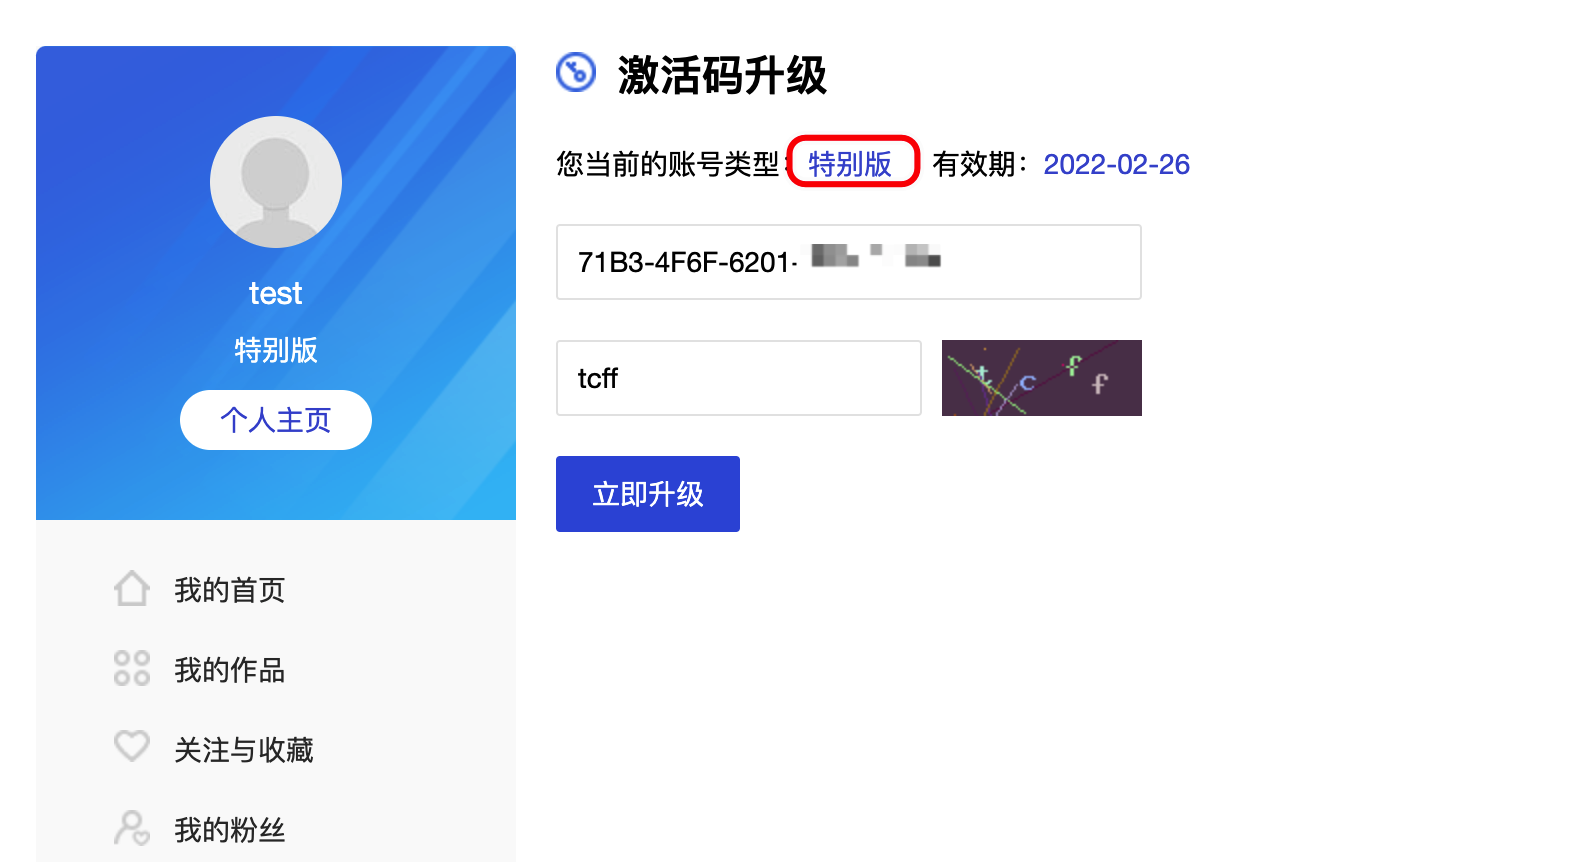 test
特别版
个人主页
我的首页
我的作品
关注与收藏
我的粉丝
激活码升级
您当前的账号类型：特别版 有效期：2022-02-26
71B3-4F6F-6201-
tcff
tcff
立即升级